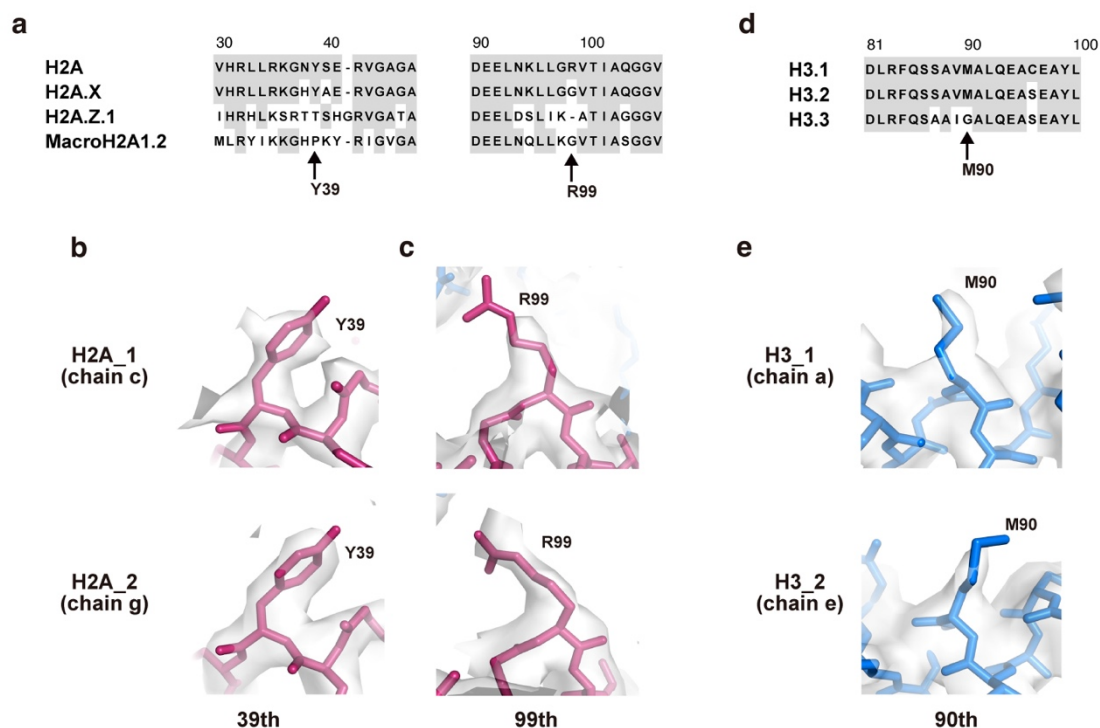 a
30 40 90 100
H2A VHRLLRKGNYSE-RVGAGA DEELNKLLGRVTIAQGGV
H2A.X VHRLLRKGHYAE-RVGAGA DEELNKLLGGVTIAQGGV
H2A.Z.1 IHRHLKSRTTSHGRVGATA DEELDSLIK-ATIAGGGV
MacroH2A1.2 MLRYIKKGHPKY-RIGVGA DEELNQLLKGVTIASGGV
Y39 R99
d
81 90 100
H3.1 DLRFQSSAVMALQEACEAYL
H3.2 DLRFQSSAVMALQEASEAYL
H3.3 DLRFQSAAIGALQEASEAYL
M90
b c e
H2A_1
(chain c)
Y39
R99
H3_1
(chain a)
M90
H2A_2
(chain g)
Y39
R99
H3_2
(chain e)
M90
39th 99th 90th